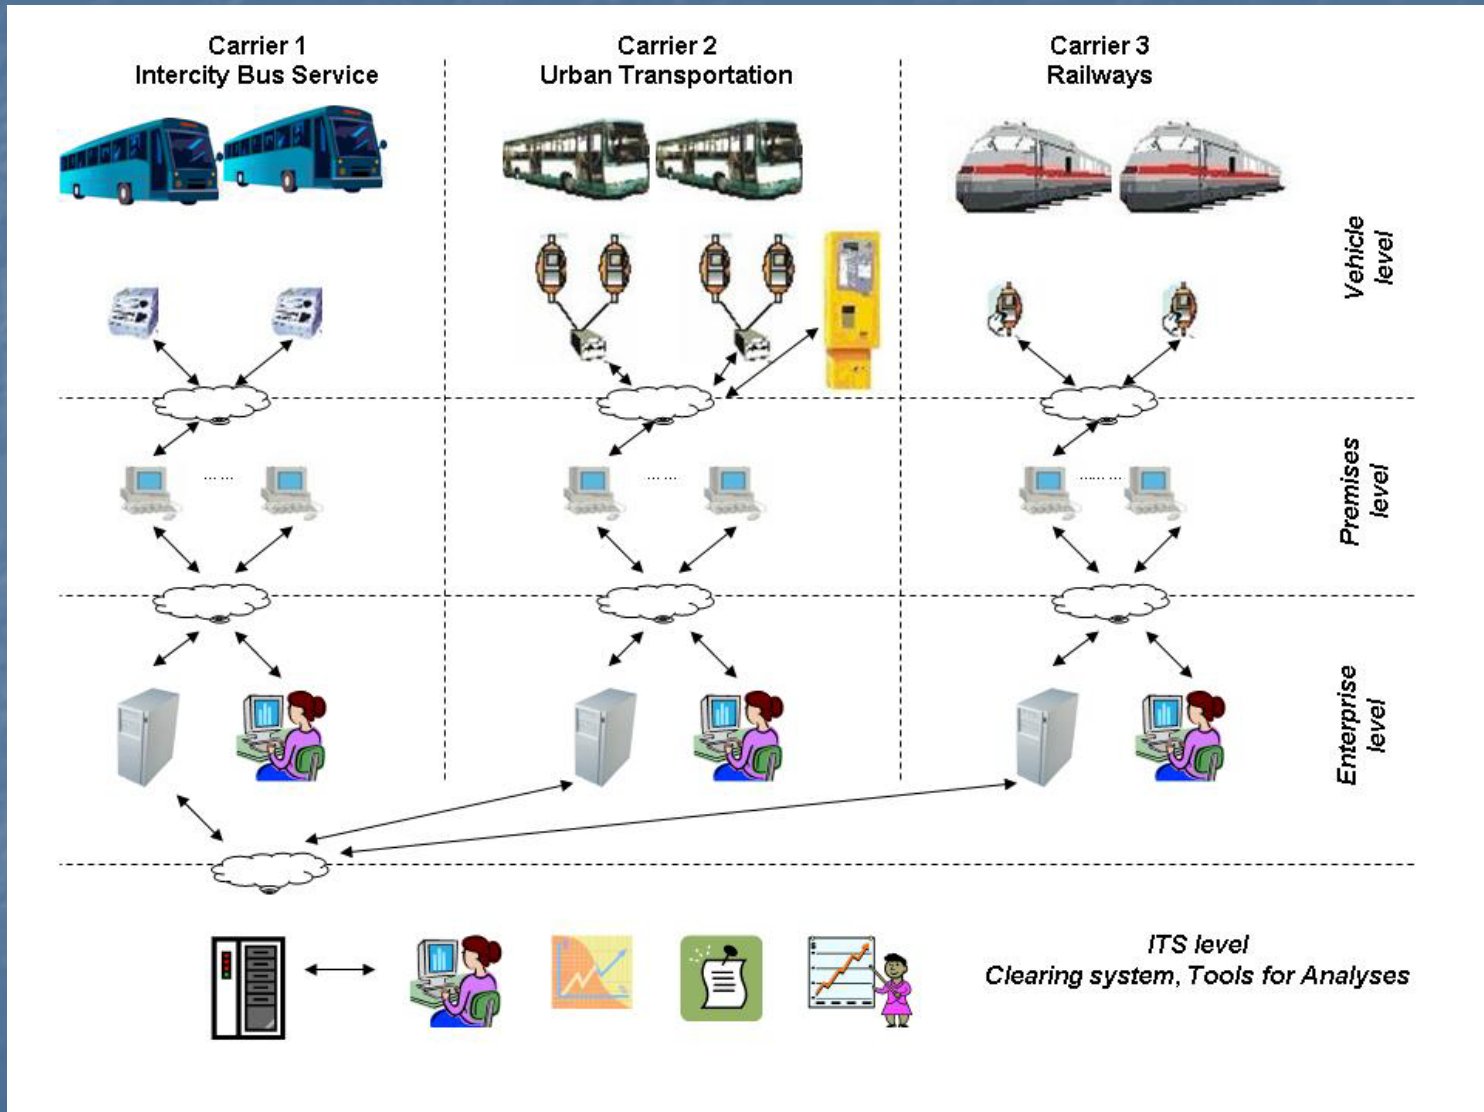 Carrier 1
Intercity Bus Service
Carrier 2
Urban Transportation
Carrier 3
Railways
Vehicle
level
... ...
... ...
...... ...
Premises
level
Enterprise
level
ITS level
Clearing system, Tools for Analyses